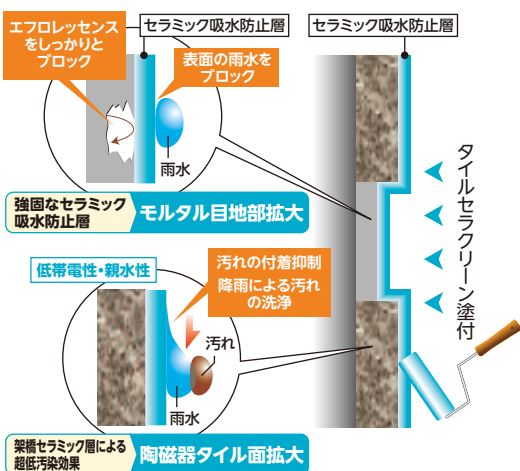 エフロレッセンス
をしっかりと
ブロック
セラミック吸水防止層
表面の雨水を
ブロック
雨水
強固なセラミック
吸水防止層
モルタル目地部拡大
セラミック吸水防止層
タイルセラクリーン塗付
低帯電性・親水性
汚れの付着抑制
降雨による汚れ
の洗浄
汚れ
雨水
架橋セラミック層による
超低汚染効果
陶磁器タイル面拡大